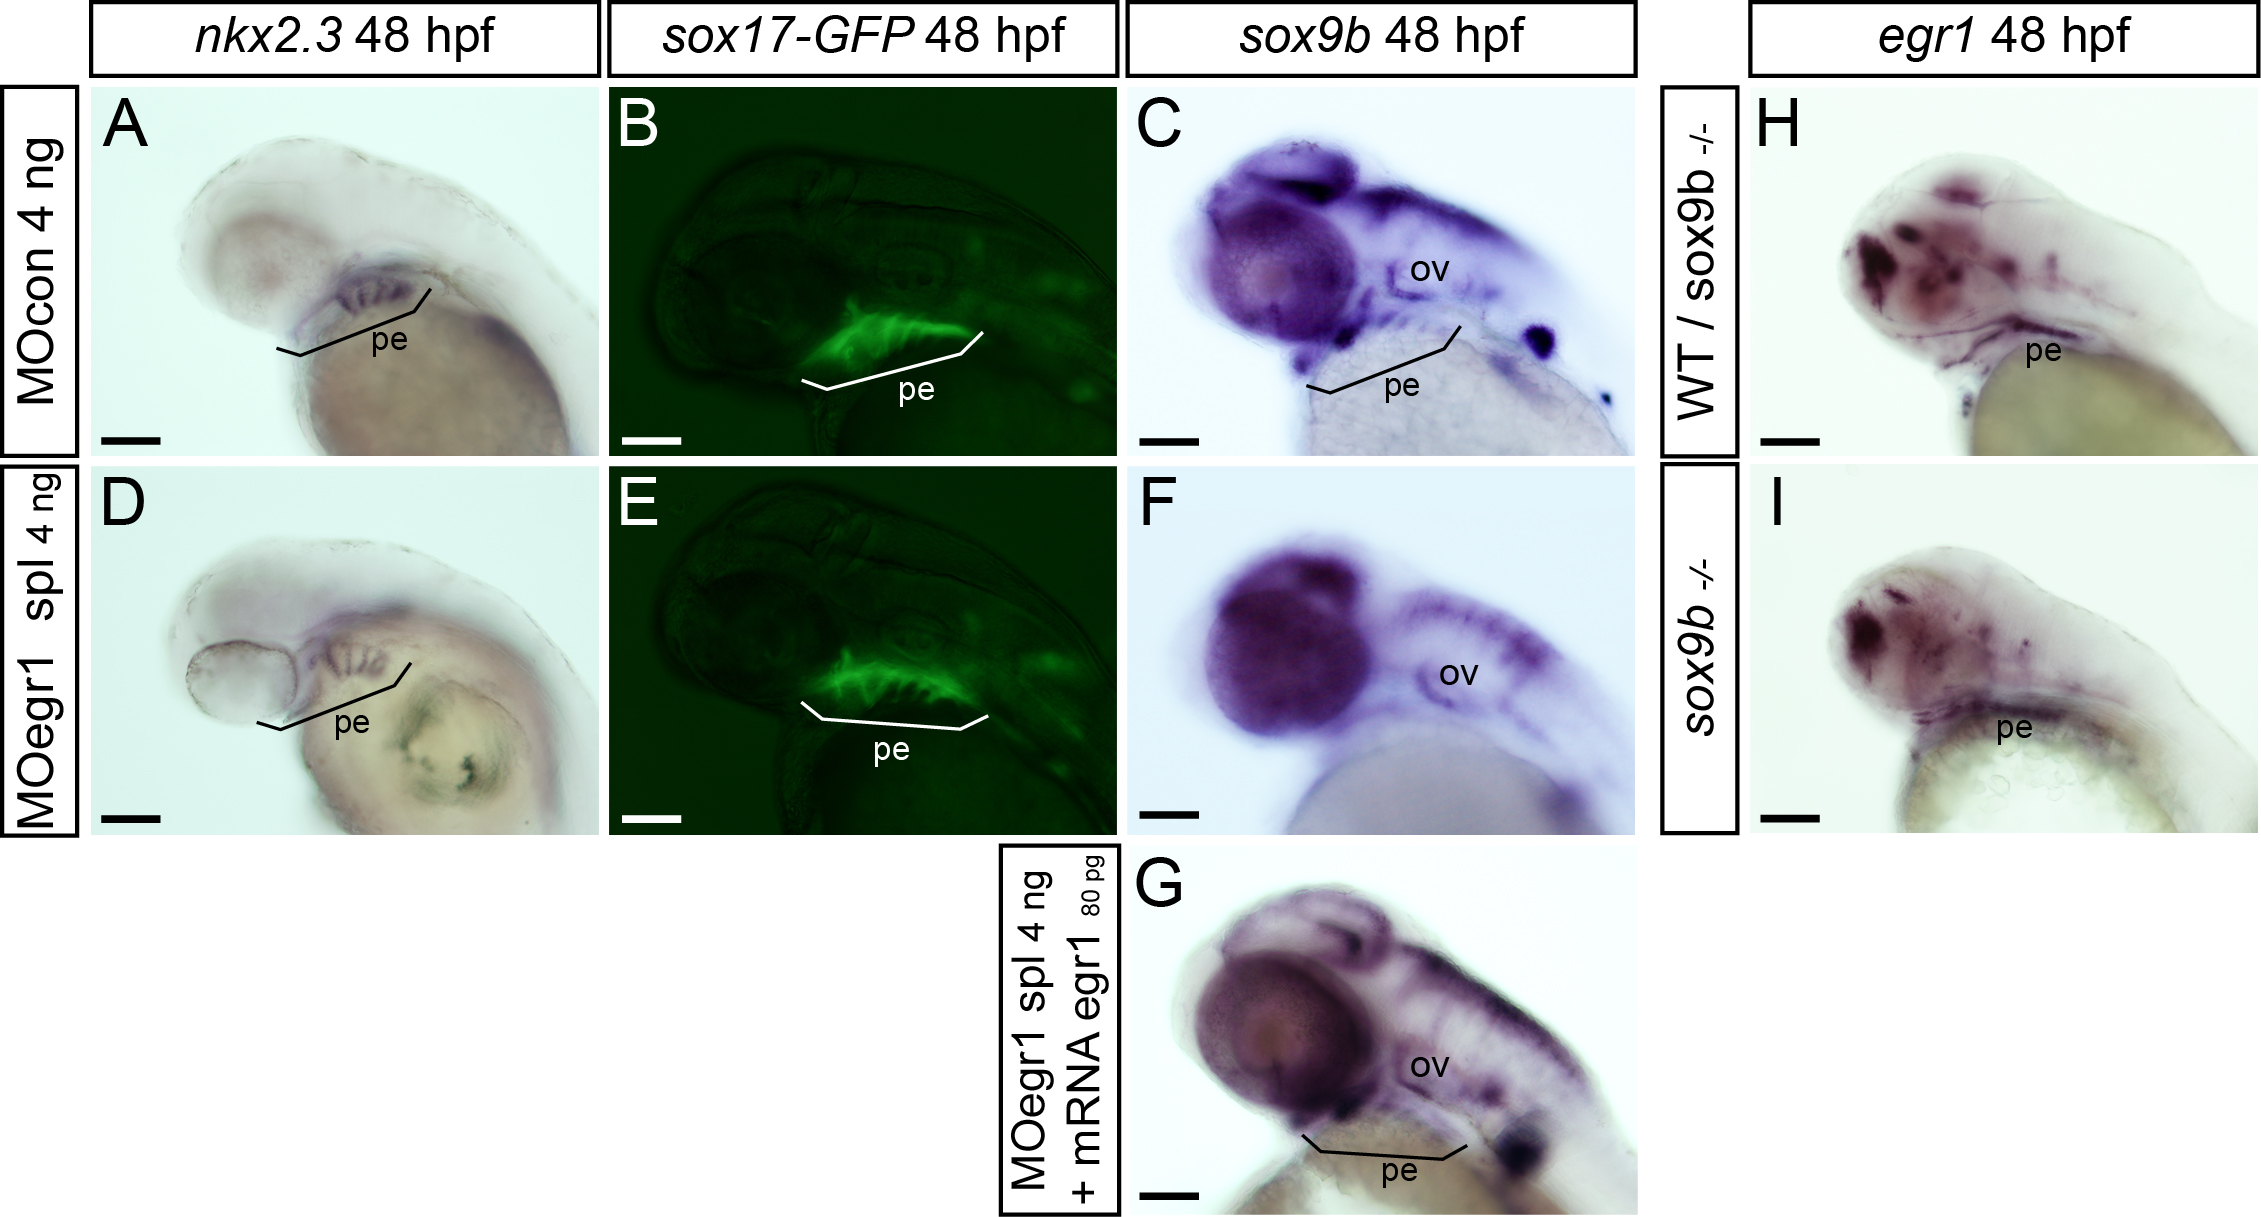 nkx2.3 48 hpf
sox17-GFP 48 hpf
sox9b 48 hpf
egr1 48 hpf
MOcon 4 ng
A
pe
B
pe
C
ov
pe
WT / sox9b -/-
H
pe
MOegr1 spl 4 ng
D
pe
E
pe
F
ov
sox9b -/-
I
pe
MOegr1 spl 4 ng
+ mRNA egr1 80 pg
G
ov
pe